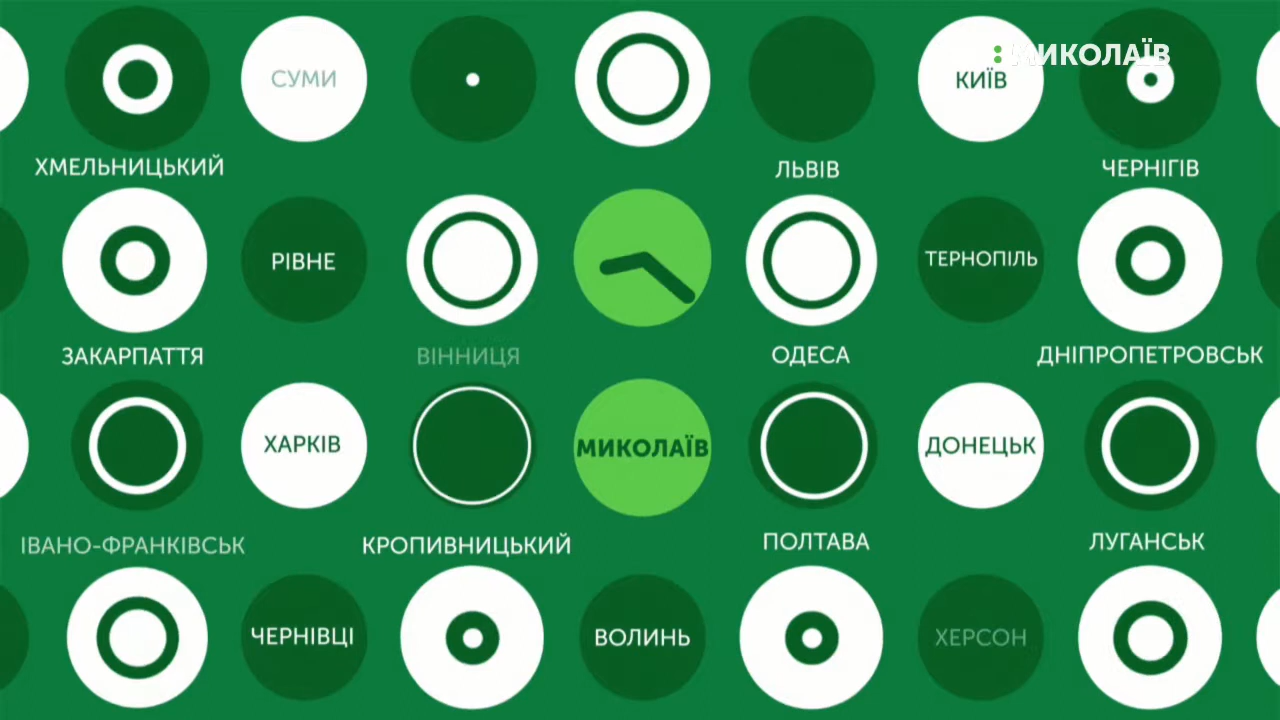 МИКОЛАЇВ
СУМИ
КИЇВ
ХМЕЛЬНИЦЬКИЙ
ЛЬВІВ
ЧЕРНІГІВ
РІВНЕ
ТЕРНОПІЛЬ
ЗАКАРПАТТЯ
ВІННИЦЯ
ОДЕСА
ДНІПРОПЕТРОВСЬК
ХАРКІВ
МИКОЛАЇВ
ДОНЕЦЬК
ІВАНО-ФРАНКІВСЬК
КРОПИВНИЦЬКИЙ
ПОЛТАВА
ЛУГАНСЬК
ЧЕРНІВЦІ
ВОЛИНЬ
ХЕРСОН